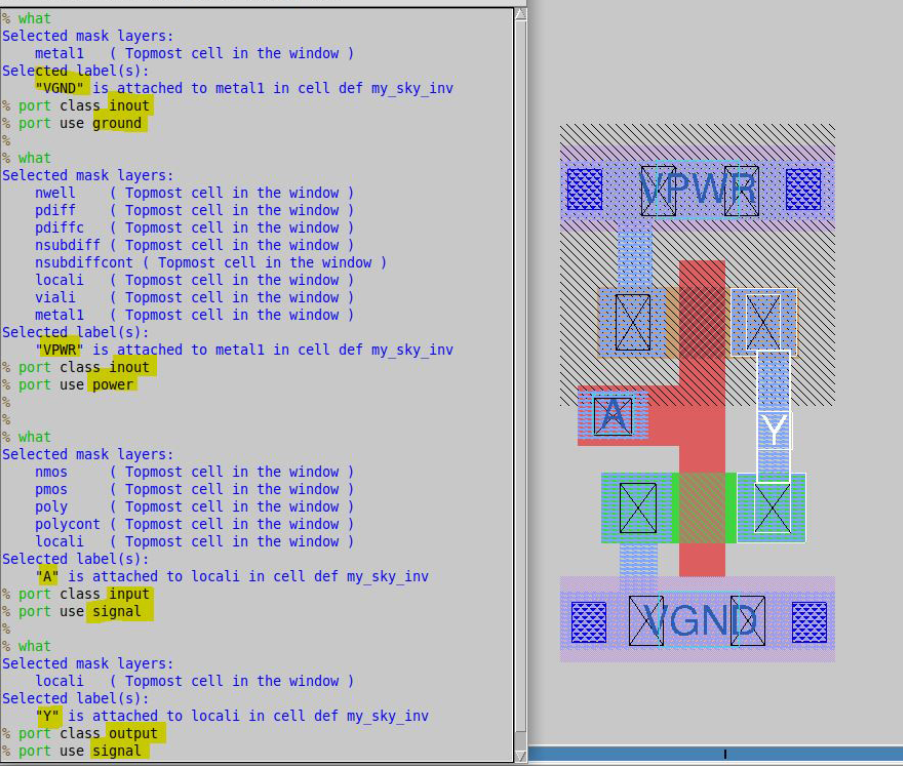 % what
Selected mask layers:
metal1 ( Topmost cell in the window )
Selected label(s):
"VGND" is attached to metal1 in cell def my_sky_inv
% port class inout
% port use ground
%
% what
Selected mask layers:
nwell ( Topmost cell in the window )
pdiff ( Topmost cell in the window )
pdiffc ( Topmost cell in the window )
nsubdiff ( Topmost cell in the window )
nsubdiffcont ( Topmost cell in the window )
locali ( Topmost cell in the window )
viali ( Topmost cell in the window )
metal1 ( Topmost cell in the window )
Selected label(s):
"VPWR" is attached to metal1 in cell def my_sky_inv
% port class inout
% port use power
%
%
% what
Selected mask layers:
nmos ( Topmost cell in the window )
pmos ( Topmost cell in the window )
poly ( Topmost cell in the window )
polycont ( Topmost cell in the window )
locali ( Topmost cell in the window )
Selected label(s):
"A" is attached to locali in cell def my_sky_inv
% port class input
% port use signal
%
% what
Selected mask layers:
locali ( Topmost cell in the window )
Selected label(s):
"Y" is attached to locali in cell def my_sky_inv
% port class output
% port use signal
VPWR
A
Y
VGND